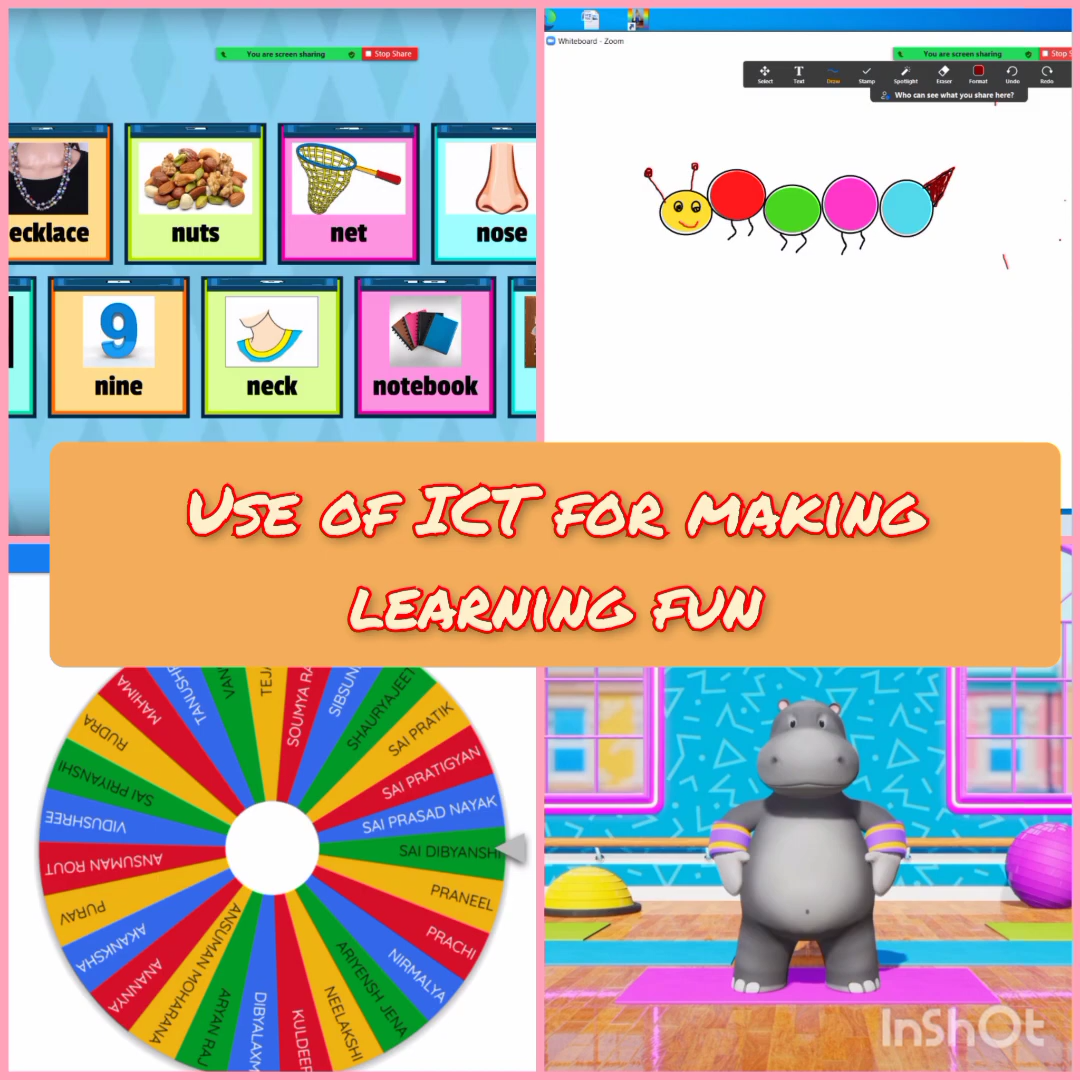 You are screen sharing
Stop Share
ecklace
nuts
net
nose
nine
neck
notebook
Whiteboard - Zoom
You are screen sharing
Stop S
Select
Text
Draw
Stamp
Spotlight
Eraser
Format
Undo
Redo
Who can see what you share here?
USE OF ICT FOR MAKING
LEARNING FUN
MAHIMA
TANUSH
VAN
TEJA
SOUMYA RA
SIBSUN
SHAURYAJEET
SAI PRATIK
SAI PRATIGYAN
SAI PRASAD NAYAK
SAI DIBYANSHI
PRANEEL
PRACHI
NIRMALYA
ARIYENSH JENA
NEELAKSHI
KULDEEP
DIBYALAXM
ARYAN RAJ
ANSUMAN MOHARANA
ANANNYA
AKANKSHA
PURAV
ANSUMAN ROUT
VIDUSHREE
SAI PRIYANSHI
RUDRA
InShOt